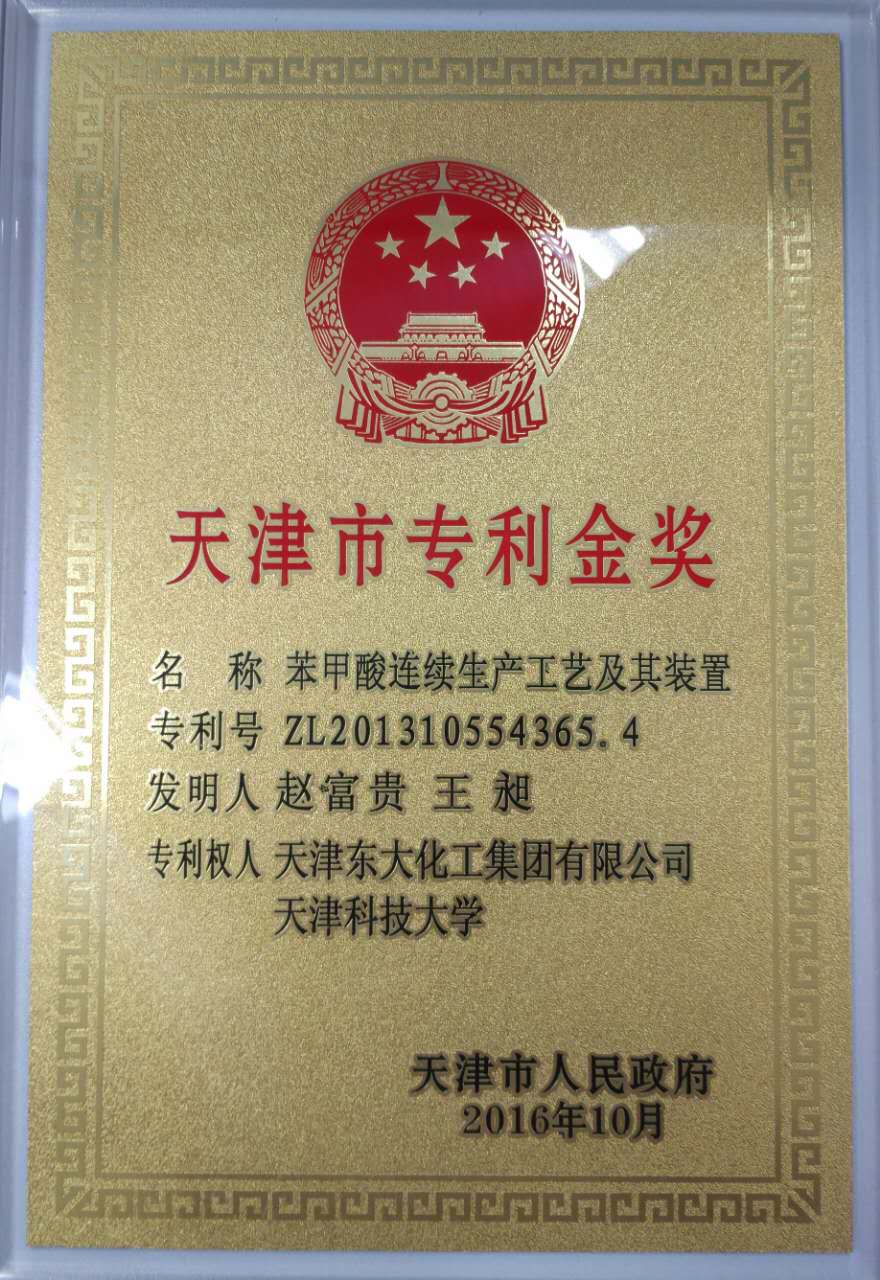 天津市专利金奖
名 称 苯甲酸连续生产工艺及其装置
专利号 ZL201310554365.4
发明人 赵富贵 王昶
专利权人 天津东大化工集团有限公司
天津科技大学
天津市人民政府
2016年10月